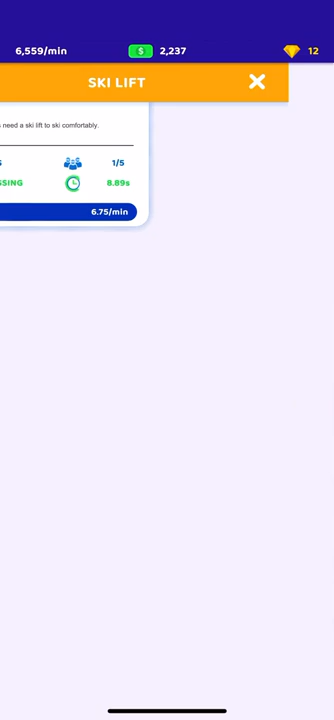 6,559/min $ 2,237 12
SKI LIFT
need a ski lift to ski comfortably.
1/5
SSING 8.89s
6.75/min